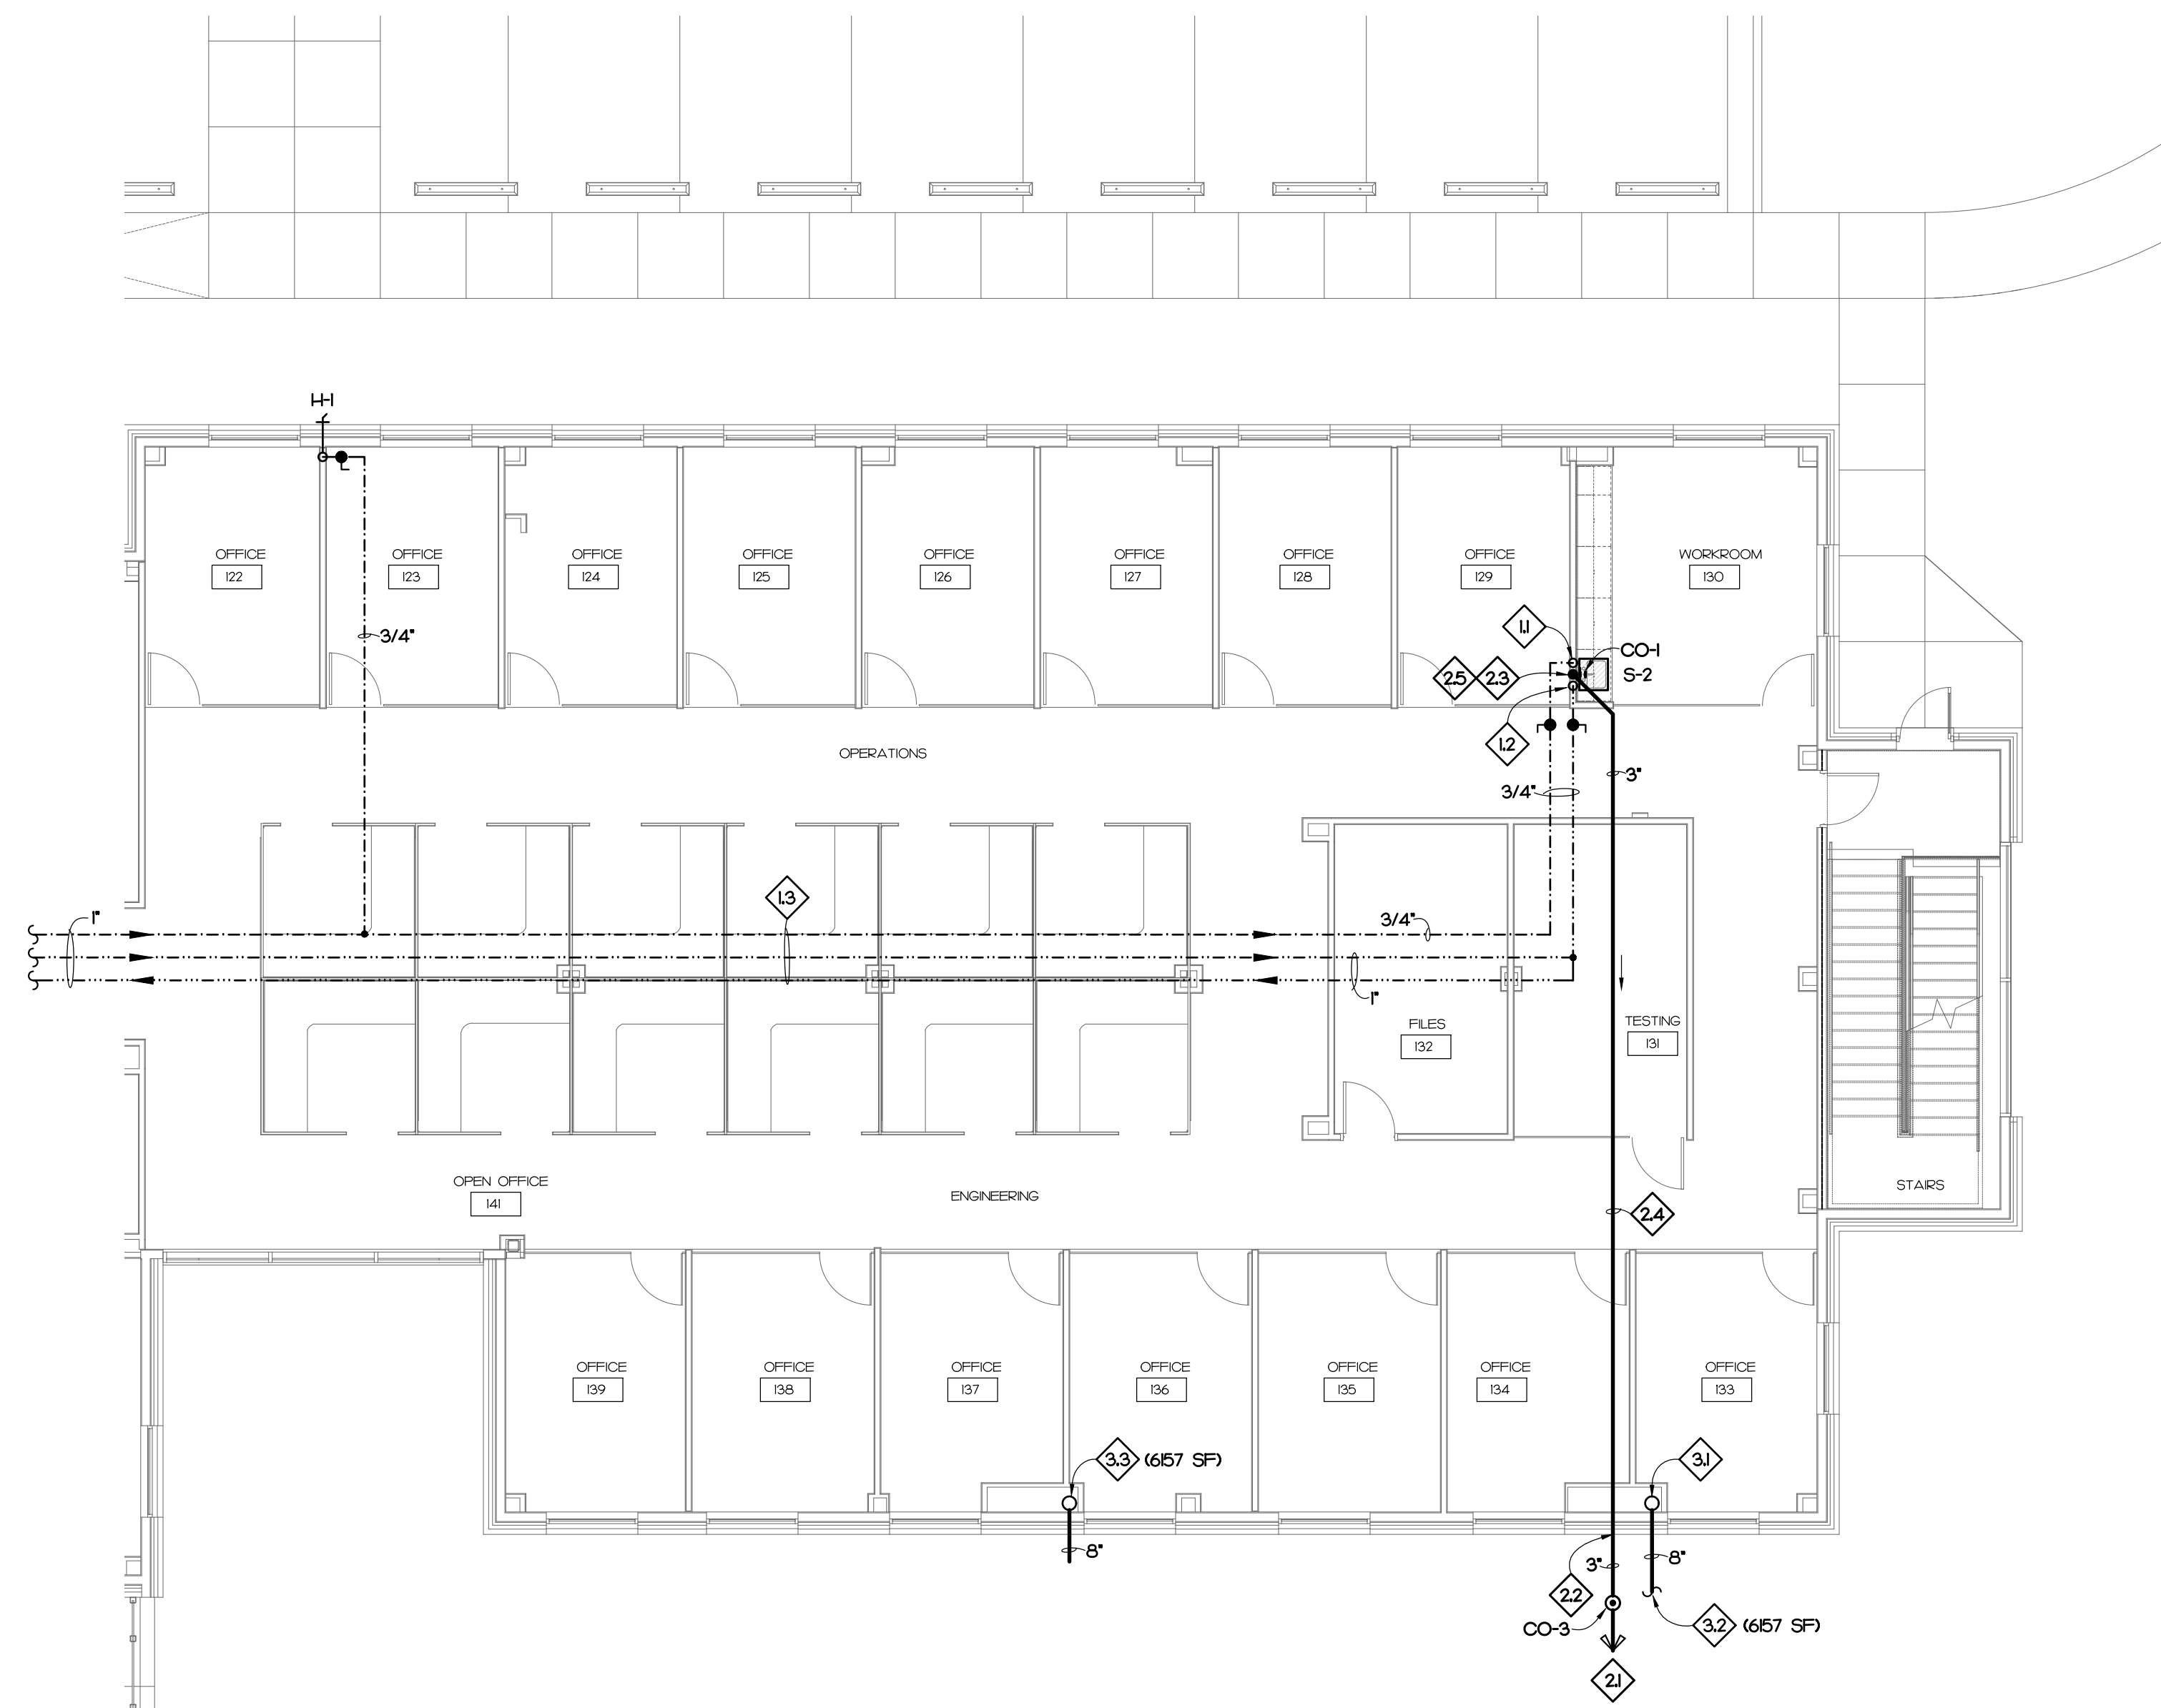 H-1
OFFICE
122
OFFICE
123
OFFICE
124
OFFICE
125
OFFICE
126
OFFICE
127
OFFICE
128
OFFICE
129
WORKROOM
130
3/4"
1.1
CO-1
S-2
2.5
2.3
1.2
OPERATIONS
3"
3/4"
1.3
1"
3/4"
1"
FILES
132
TESTING
131
OPEN OFFICE
141
ENGINEERING
2.4
STAIRS
OFFICE
139
OFFICE
138
OFFICE
137
OFFICE
136
OFFICE
135
OFFICE
134
OFFICE
133
3.3 (6157 SF)
3.1
8"
3"
8"
2.2
CO-3
3.2 (6157 SF)
2.1